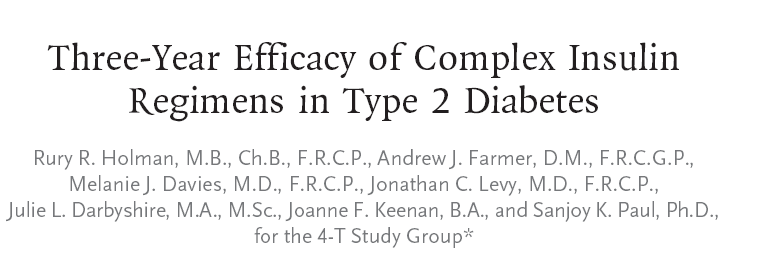 Three-Year Efficacy of Complex Insulin
Regimens in Type 2 Diabetes
Rury R. Holman, M.B., Ch.B., F.R.C.P., Andrew J. Farmer, D.M., F.R.C.G.P.,
Melanie J. Davies, M.D., F.R.C.P., Jonathan C. Levy, M.D., F.R.C.P.,
Julie L. Darbyshire, M.A., M.Sc., Joanne F. Keenan, B.A., and Sanjoy K. Paul, Ph.D.,
for the 4-T Study Group*